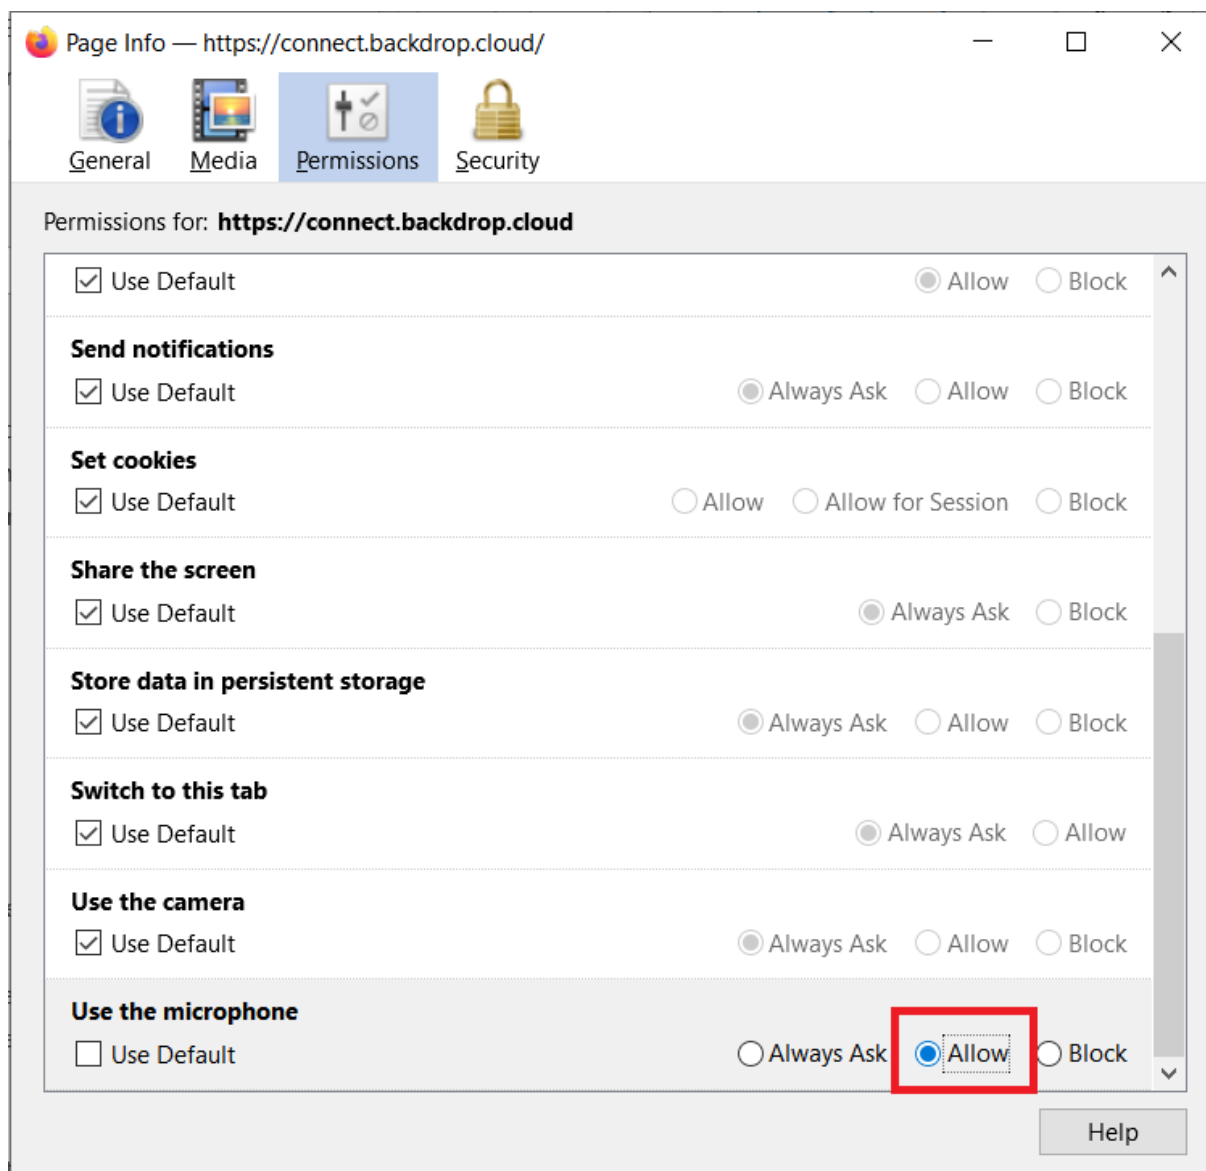 Page Info — https://connect.backdrop.cloud/
General Media Permissions Security
Permissions for: https://connect.backdrop.cloud
Use Default Allow Block
Send notifications
Use Default Always Ask Allow Block
Set cookies
Use Default Allow Allow for Session Block
Share the screen
Use Default Always Ask Block
Store data in persistent storage
Use Default Always Ask Allow Block
Switch to this tab
Use Default Always Ask Allow
Use the camera
Use Default Always Ask Allow Block
Use the microphone
Use Default Always Ask Allow Block
Help